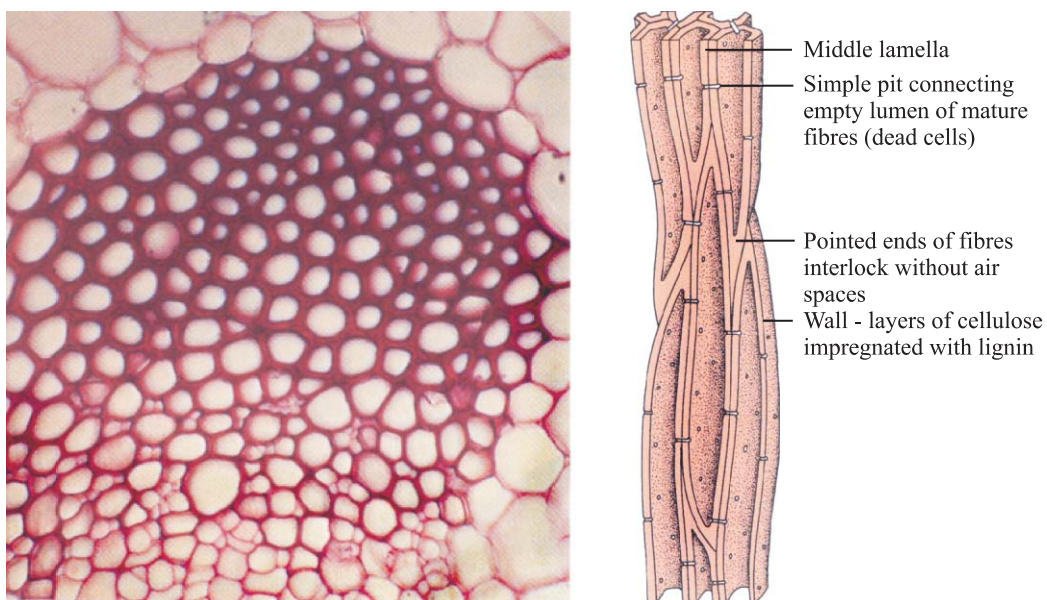 Middle lamella
Simple pit connecting
empty lumen of mature
fibres (dead cells)
Pointed ends of fibres
interlock without air
spaces
Wall - layers of cellulose
impregnated with lignin